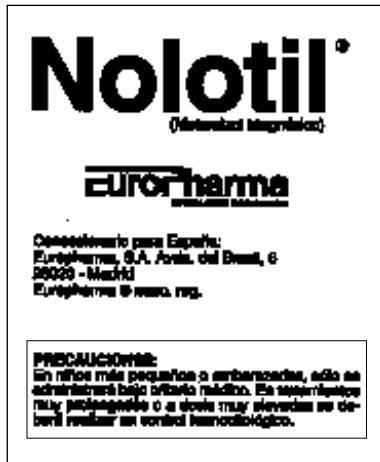 Nolotil®
(Metamizol magnésico)
EuroPharma
Concesionario para España:
Europharma, S.A. Avda. del Brasil, 6
28020 - Madrid
Europharma ® marc. reg.
PRECAUCIONES:
En niños más pequeños o embarazadas, sólo se
administrará bajo criterio médico. En tratamientos
muy prolongados o a dosis muy elevadas se de-
berá realizar un control hematológico.